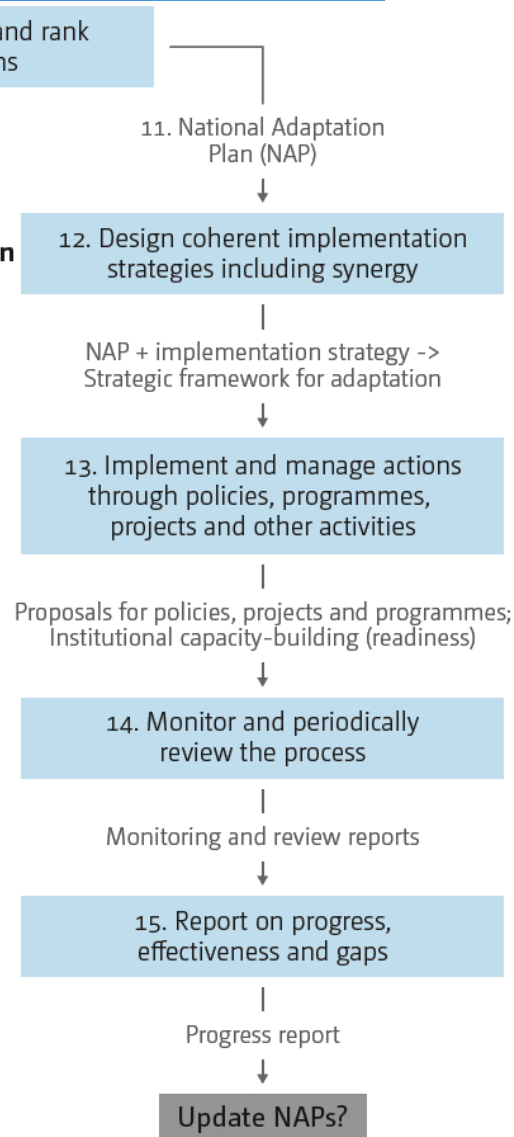 and rank
ns
11. National Adaptation
Plan (NAP)
n
12. Design coherent implementation
strategies including synergy
NAP + implementation strategy ->
Strategic framework for adaptation
13. Implement and manage actions
through policies, programmes,
projects and other activities
Proposals for policies, projects and programmes;
Institutional capacity-building (readiness)
14. Monitor and periodically
review the process
Monitoring and review reports
15. Report on progress,
effectiveness and gaps
Progress report
Update NAPs?